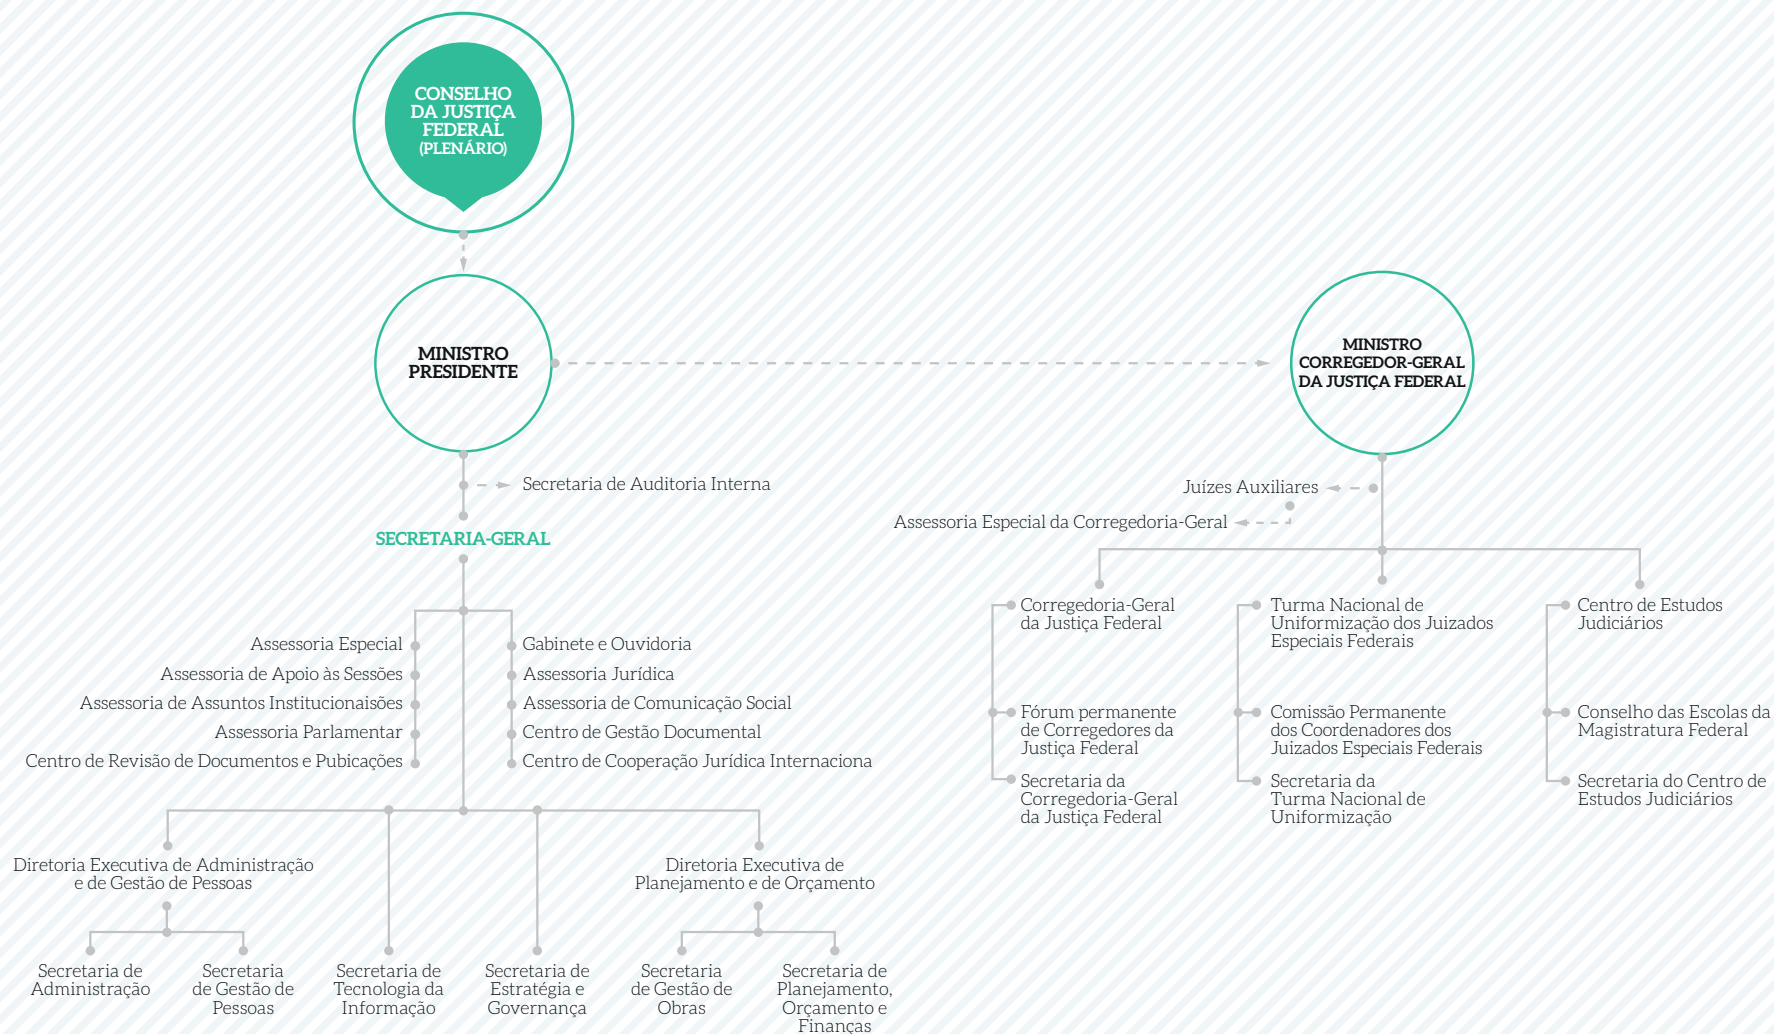 CONSELHO
DA JUSTIÇA
FEDERAL
(PLENÁRIO)
MINISTRO
PRESIDENTE
MINISTRO
CORREGEDOR-GERAL
DA JUSTIÇA FEDERAL
Secretaria de Auditoria Interna
SECRETARIA-GERAL
Assessoria Especial
Assessoria de Apoio às Sessões
Assessoria de Assuntos Institucionaisões
Assessoria Parlamentar
Centro de Revisão de Documentos e Pubicações
Gabinete e Ouvidoria
Assessoria Jurídica
Assessoria de Comunicação Social
Centro de Gestão Documental
Centro de Cooperação Jurídica Internaciona
Diretoria Executiva de Administração
e de Gestão de Pessoas
Diretoria Executiva de
Planejamento e de Orçamento
Secretaria de
Administração
Secretaria
de Gestão de
Pessoas
Secretaria de
Tecnologia da
Informação
Secretaria de
Estratégia e
Governança
Secretaria
de Gestão de
Obras
Secretaria de
Planejamento,
Orçamento e
Finanças
Juízes Auxiliares
Assessoria Especial da Corregedoria-Geral
Corregedoria-Geral
da Justiça Federal
Fórum permanente
de Corregedores da
Justiça Federal
Secretaria da
Corregedoria-Geral
da Justiça Federal
Turma Nacional de
Uniformização dos Juizados
Especiais Federais
Comissão Permanente
dos Coordenadores dos
Juizados Especiais Federais
Secretaria da
Turma Nacional de
Uniformização
Centro de Estudos
Judiciários
Conselho das Escolas da
Magistratura Federal
Secretaria do Centro de
Estudos Judiciários